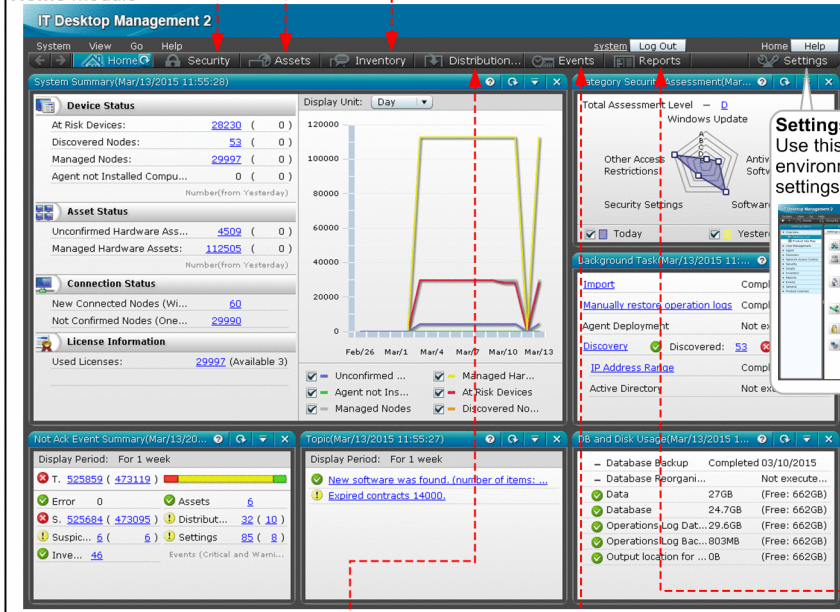 IT Desktop Management 2
System View Go Help system Log Out Home Help
Home Security Assets Inventory Distribution... Events Reports Settings
System Summary(Mar/13/2015 11:55:28)
Device Status
At Risk Devices: 28230 ( 0 )
Discovered Nodes: 53 ( 0 )
Managed Nodes: 29997 ( 0 )
Agent not Installed Compu... 0 ( 0 )
Number(from Yesterday)
Asset Status
Unconfirmed Hardware Ass... 4509 ( 0 )
Managed Hardware Assets: 112505 ( 0 )
Number(from Yesterday)
Connection Status
New Connected Nodes (Wi... 60
Not Confirmed Nodes (One... 29990
License Information
Used Licenses: 29997 (Available 3)
Display Unit: Day
120000
100000
80000
60000
40000
20000
0
Feb/26 Mar/1 Mar/4 Mar/7 Mar/10 Mar/13
Unconfirmed ... Managed Har...
Agent not Ins... At Risk Devices
Managed Nodes Discovered No...
Category Security Assessment(Mar...
Total Assessment Level – D
Windows Update
A
B
C
D
Other Access Restrictions
Antiv
Softw
Security Settings
Softwar
Today Yester
Settings
Use this
environm
settings
Background Task(Mar/13/2015 11:...
Import Compl
Manually restore operation logs Compl
Agent Deployment Not ex
Discovery Discovered: 53
IP Address Range Compl
Active Directory Not exe
Not Ack Event Summary(Mar/13/20...
Display Period: For 1 week
T. 525859 ( 473119 )
Error 0 Assets 6
S. 525684 ( 473095 ) Distribut... 32 ( 10 )
Suspic... 6 ( 6 ) Settings 85 ( 8 )
Inve... 46 Events (Critical and Warni...
Topic(Mar/13/2015 11:55:27)
Display Period: For 1 week
New software was found. (number of items: ...
Expired contracts 14000.
DB and Disk Usage(Mar/13/2015 1...
– Database Backup Completed 03/10/2015
– Database Reorgani... Not execute...
Data 27GB (Free: 662GB)
Database 24.7GB (Free: 662GB)
Operations Log Dat... 29.6GB (Free: 662GB)
Operations Log Bac... 803MB (Free: 662GB)
Output location for ... 0B (Free: 662GB)